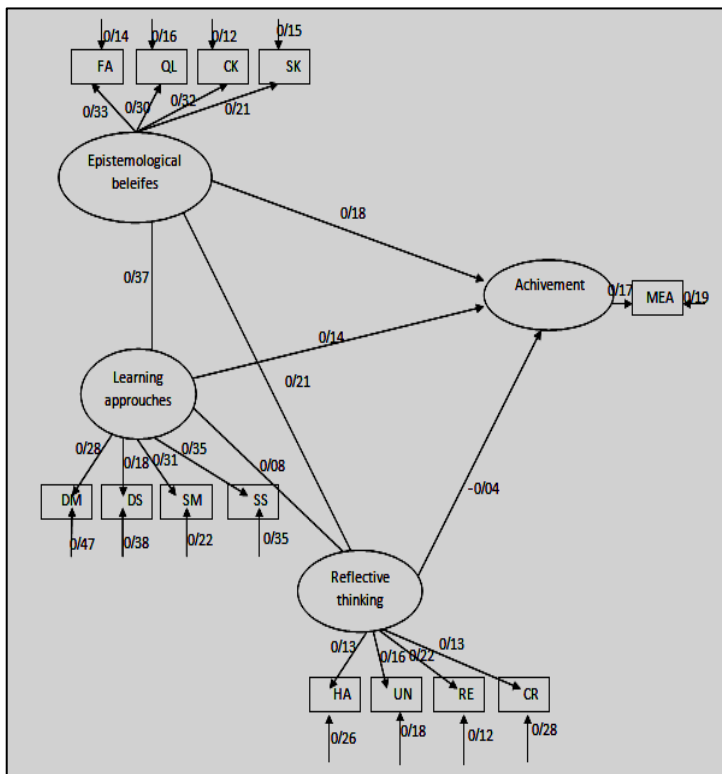 0/14 0/16 0/12 0/15
FA QL CK SK
0/33 0/30 0/32 0/21
Epistemological
beleifes
0/18
0/37
Achivement
0/17 MEA 0/19
0/14
Learning
approuches
0/21
0/28 0/18 0/31 0/35
0/08
DM DS SM SS
-0/04
0/47 0/38 0/22 0/35
Reflective
thinking
0/13 0/16 0/22 0/13
HA UN RE CR
0/26 0/18 0/12 0/28